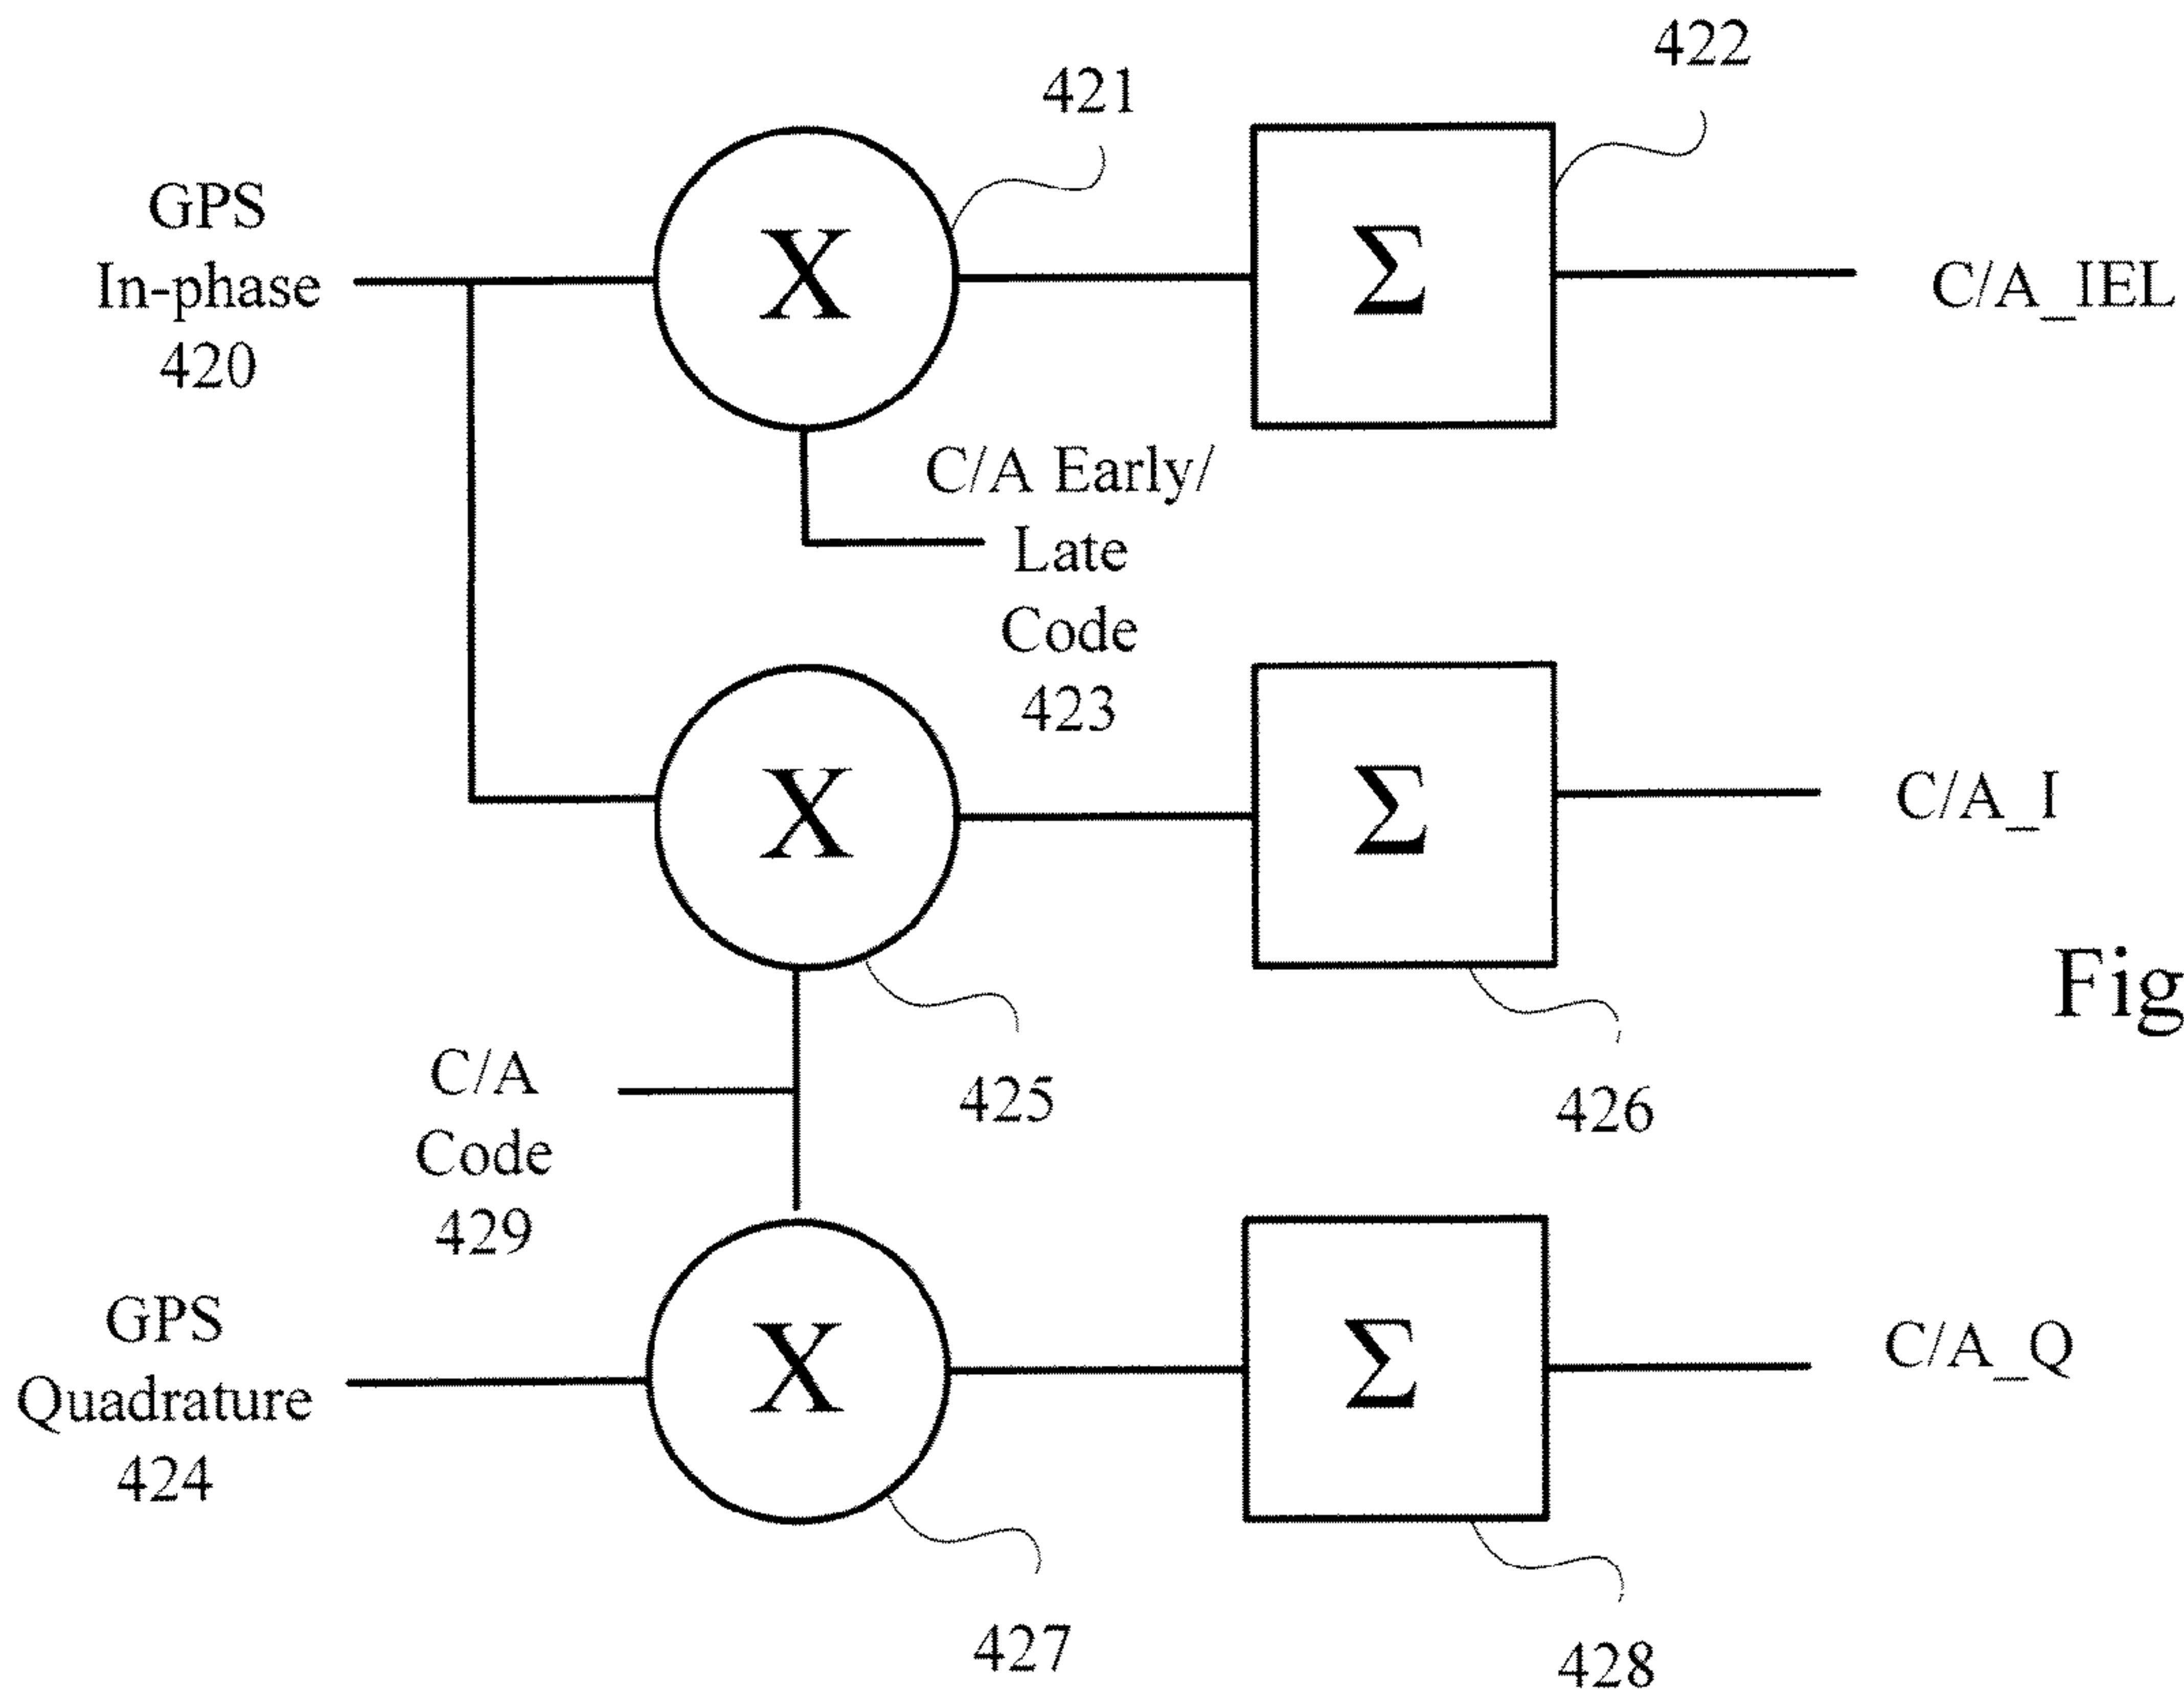 422
421
GPS
In-phase
420
X
Σ
C/A_IEL
C/A Early/
Late
Code
423
X
Σ
C/A_I
Fig
C/A
Code
429
425
426
GPS
Quadrature
424
X
Σ
C/A_Q
427
428